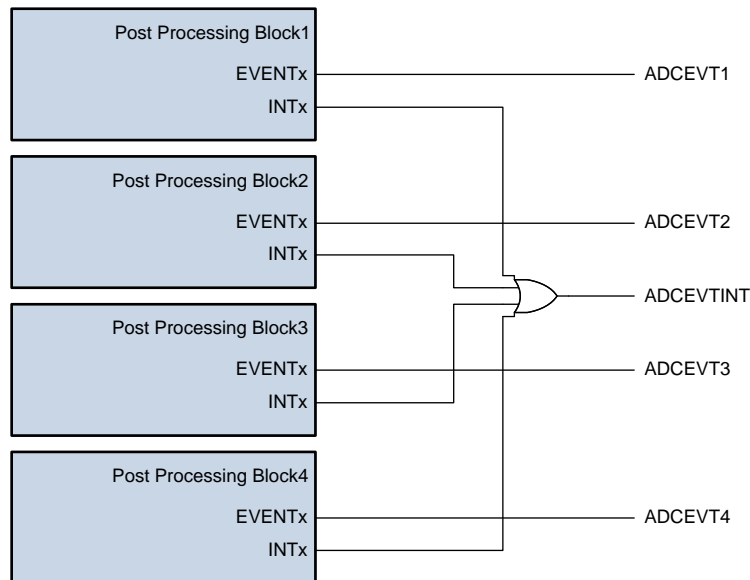 Post Processing Block1
EVENTx
ADCEVT1
INTx
Post Processing Block2
EVENTx
ADCEVT2
INTx
ADCEVTINT
Post Processing Block3
EVENTx
ADCEVT3
INTx
Post Processing Block4
EVENTx
ADCEVT4
INTx